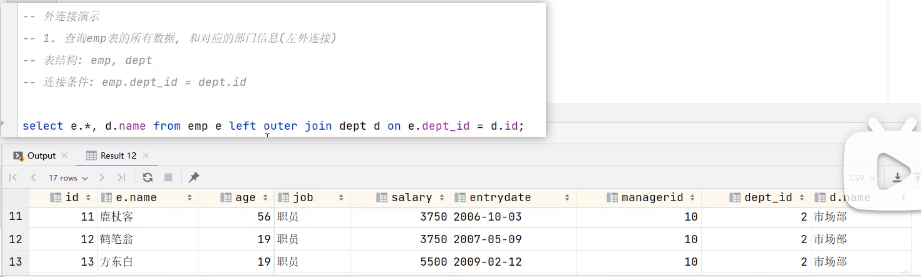 -- 外连接演示
-- 1. 查询emp表的所有数据, 和对应的部门信息(左外连接)
-- 表结构: emp, dept
-- 连接条件: emp.dept_id = dept.id
select e.*, d.name from emp e left outer join dept d on e.dept_id = d.id;
Output × Result 12 ×
17 rows CSV
id e.name age job salary entrydate managerid dept_id d.name
11 11 鹿杖客 56 职员 3750 2006-10-03 10 2 市场部
12 12 鹤笔翁 19 职员 3750 2007-05-09 10 2 市场部
13 13 方东白 19 职员 5500 2009-02-12 10 2 市场部